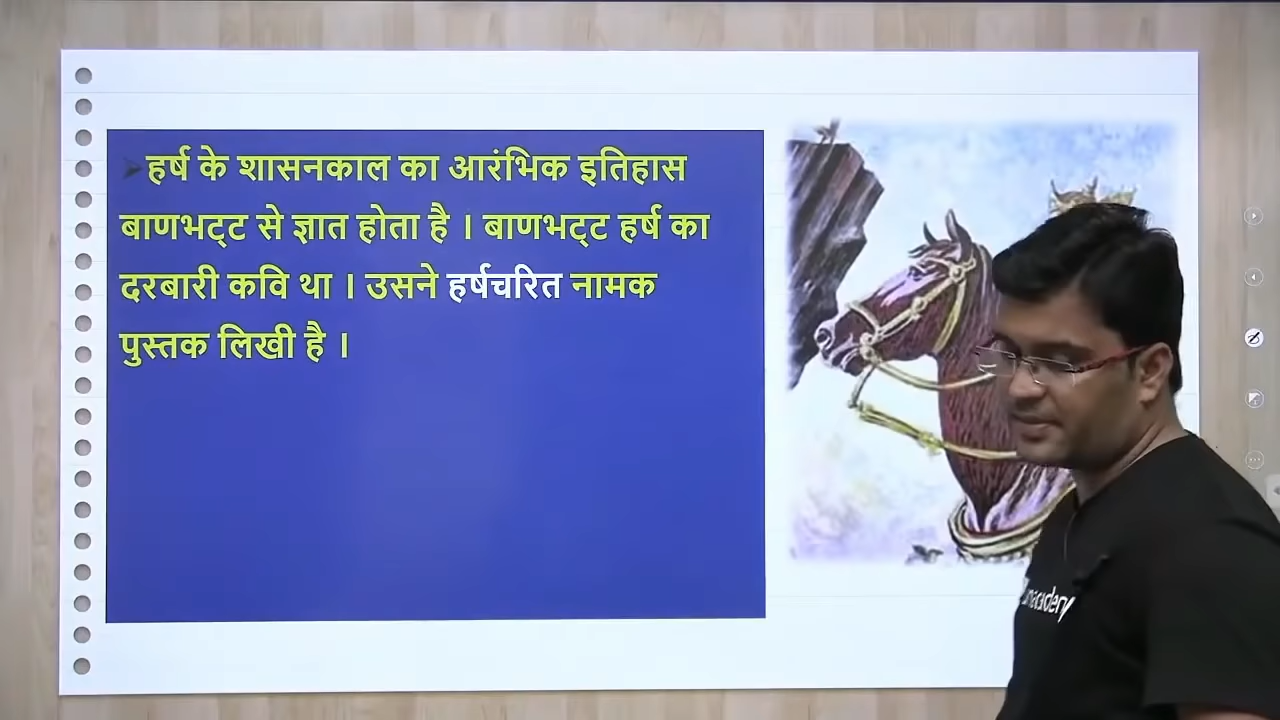 ➤हर्ष के शासनकाल का आरंभिक इतिहास
बाणभट्ट से ज्ञात होता है । बाणभट्ट हर्ष का
दरबारी कवि था । उसने हर्षचरित नामक
पुस्तक लिखी है ।